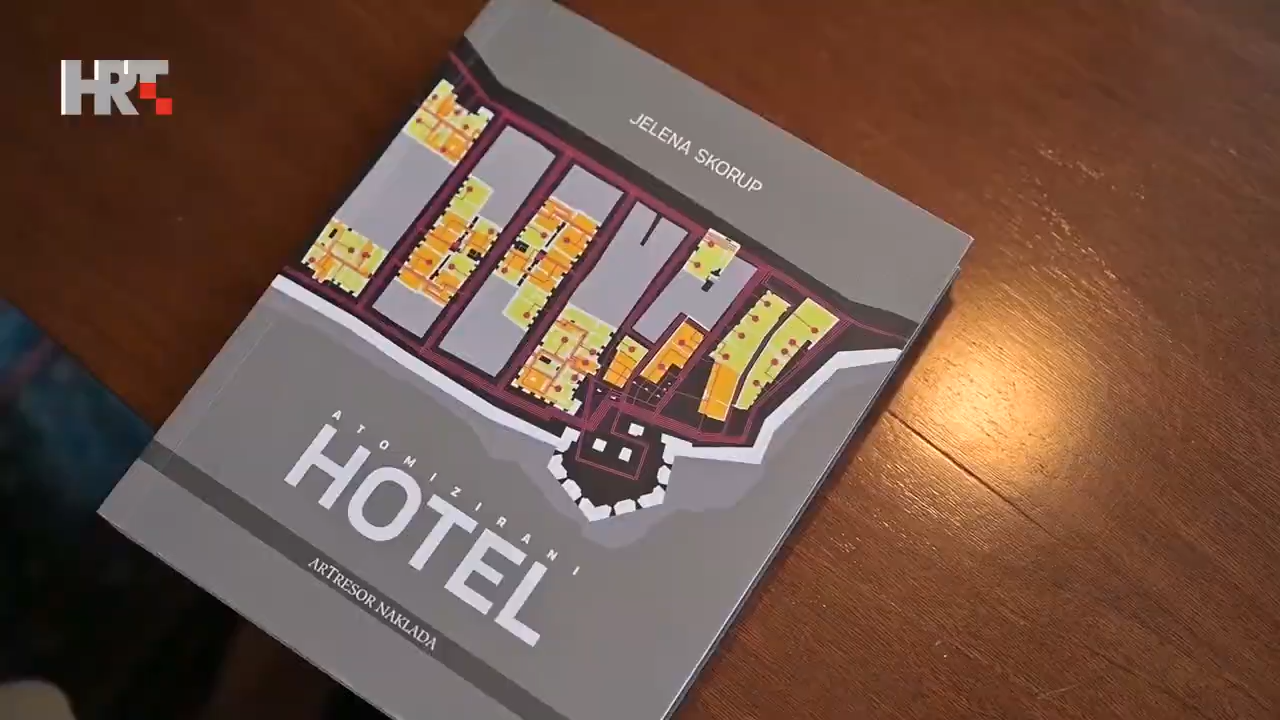 HRT
JELENA SKORUP
ATOMIZIRANI
HOTEL
ARTRESOR NAKLADA